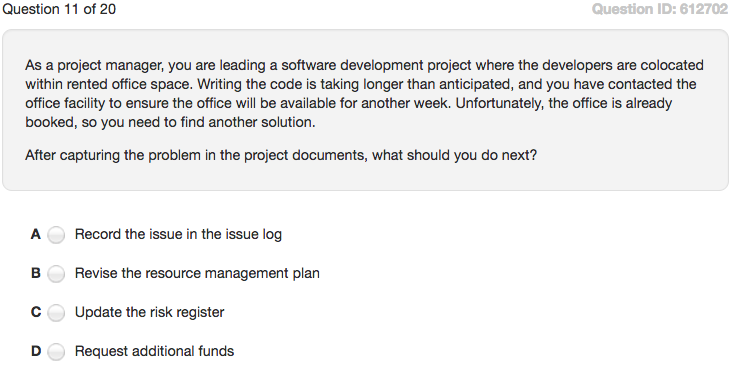 Question 11 of 20
Question ID: 612702
As a project manager, you are leading a software development project where the developers are colocated
within rented office space. Writing the code is taking longer than anticipated, and you have contacted the
office facility to ensure the office will be available for another week. Unfortunately, the office is already
booked, so you need to find another solution.
After capturing the problem in the project documents, what should you do next?
A Record the issue in the issue log
B Revise the resource management plan
C Update the risk register
D Request additional funds